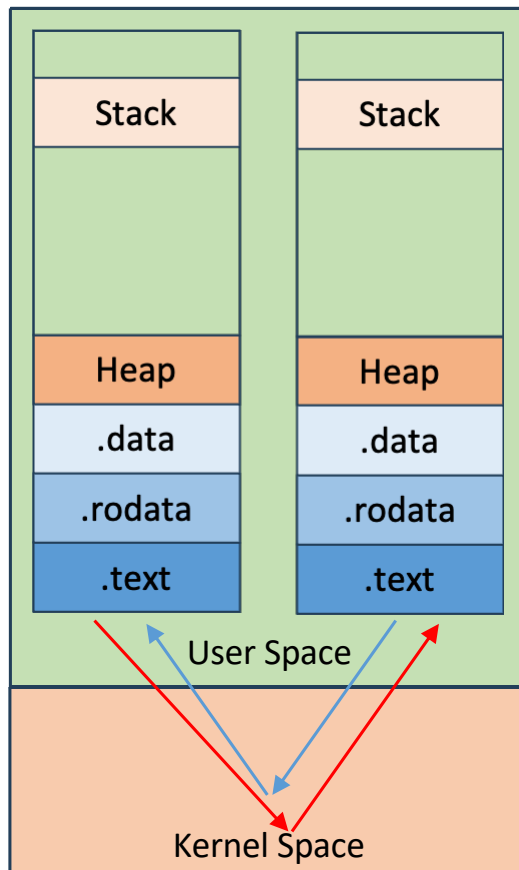 Stack
Heap
.data
.rodata
.text
Stack
Heap
.data
.rodata
.text
User Space
Kernel Space